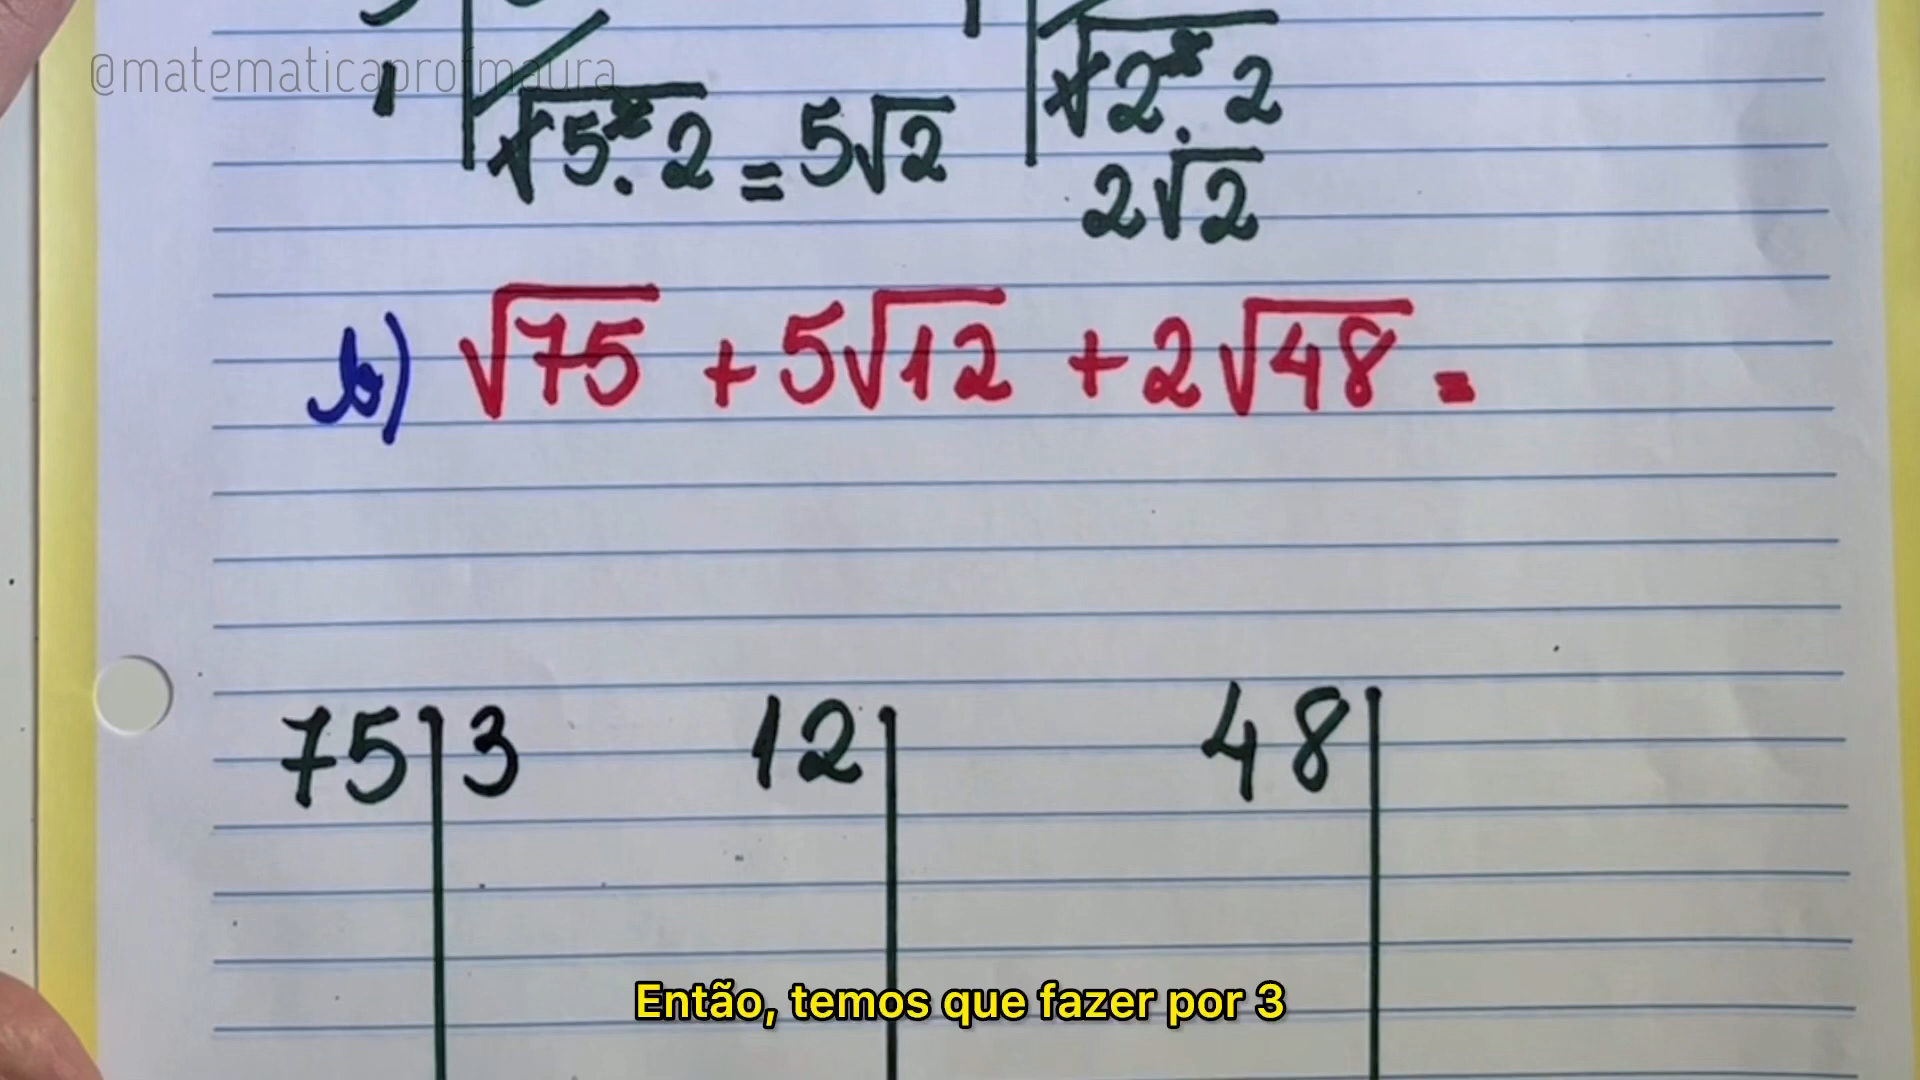 @matematicaprofmaura
1
√5². 2 = 5√2
√2². 2
2√2
b) √75 + 5√12 + 2√48 =
75 | 3 12 | 48 |
Então, temos que fazer por 3